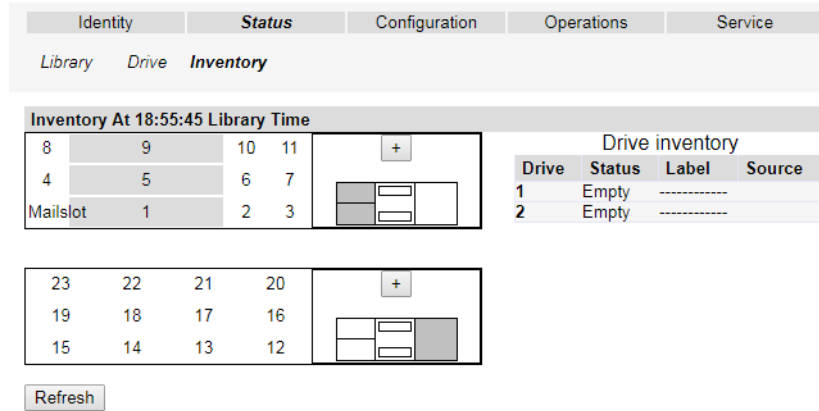 Identity Status Configuration Operations Service
Library Drive Inventory
Inventory At 18:55:45 Library Time
8 9 10 11 +
4 5 6 7
Mailslot 1 2 3
Drive inventory
Drive Status Label Source
1 Empty ------------
2 Empty ------------
23 22 21 20 +
19 18 17 16
15 14 13 12
Refresh